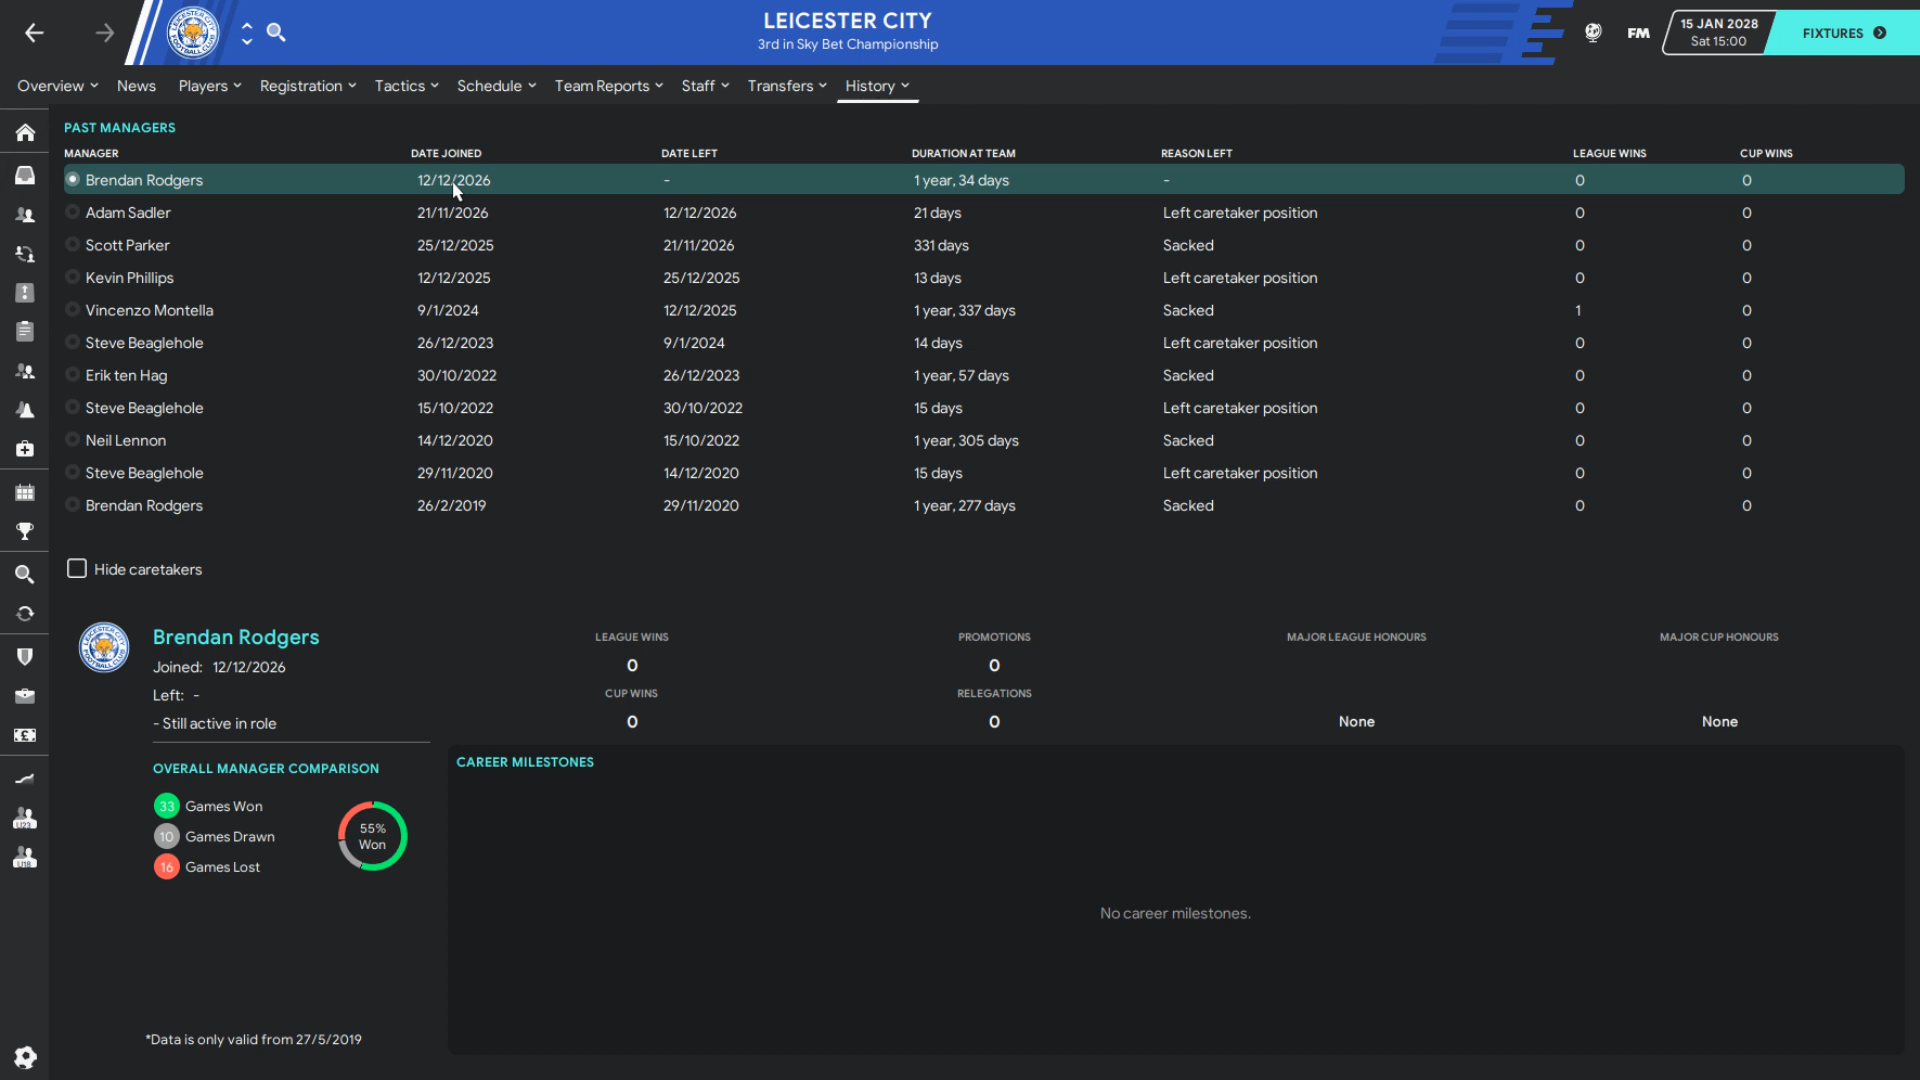 LEICESTER CITY
3rd in Sky Bet Championship
FM
15 JAN 2028
Sat 15:00
FIXTURES
Overview News Players Registration Tactics Schedule Team Reports Staff Transfers History
PAST MANAGERS
MANAGER DATE JOINED DATE LEFT DURATION AT TEAM REASON LEFT LEAGUE WINS CUP WINS
Brendan Rodgers 12/12/2026 - 1 year, 34 days - 0 0
Adam Sadler 21/11/2026 12/12/2026 21 days Left caretaker position 0 0
Scott Parker 25/12/2025 21/11/2026 331 days Sacked 0 0
Kevin Phillips 12/12/2025 25/12/2025 13 days Left caretaker position 0 0
Vincenzo Montella 9/1/2024 12/12/2025 1 year, 337 days Sacked 1 0
Steve Beaglehole 26/12/2023 9/1/2024 14 days Left caretaker position 0 0
Erik ten Hag 30/10/2022 26/12/2023 1 year, 57 days Sacked 0 0
Steve Beaglehole 15/10/2022 30/10/2022 15 days Left caretaker position 0 0
Neil Lennon 14/12/2020 15/10/2022 1 year, 305 days Sacked 0 0
Steve Beaglehole 29/11/2020 14/12/2020 15 days Left caretaker position 0 0
Brendan Rodgers 26/2/2019 29/11/2020 1 year, 277 days Sacked 0 0
Hide caretakers
Brendan Rodgers
Joined: 12/12/2026
Left: -
- Still active in role
LEAGUE WINS PROMOTIONS MAJOR LEAGUE HONOURS MAJOR CUP HONOURS
0 0
CUP WINS RELEGATIONS
0 0 None None
OVERALL MANAGER COMPARISON
33 Games Won
10 Games Drawn
16 Games Lost
55%
Won
CAREER MILESTONES
No career milestones.
*Data is only valid from 27/5/2019
LEICESTER CITY
FOOTBALL CLUB
U23
U18